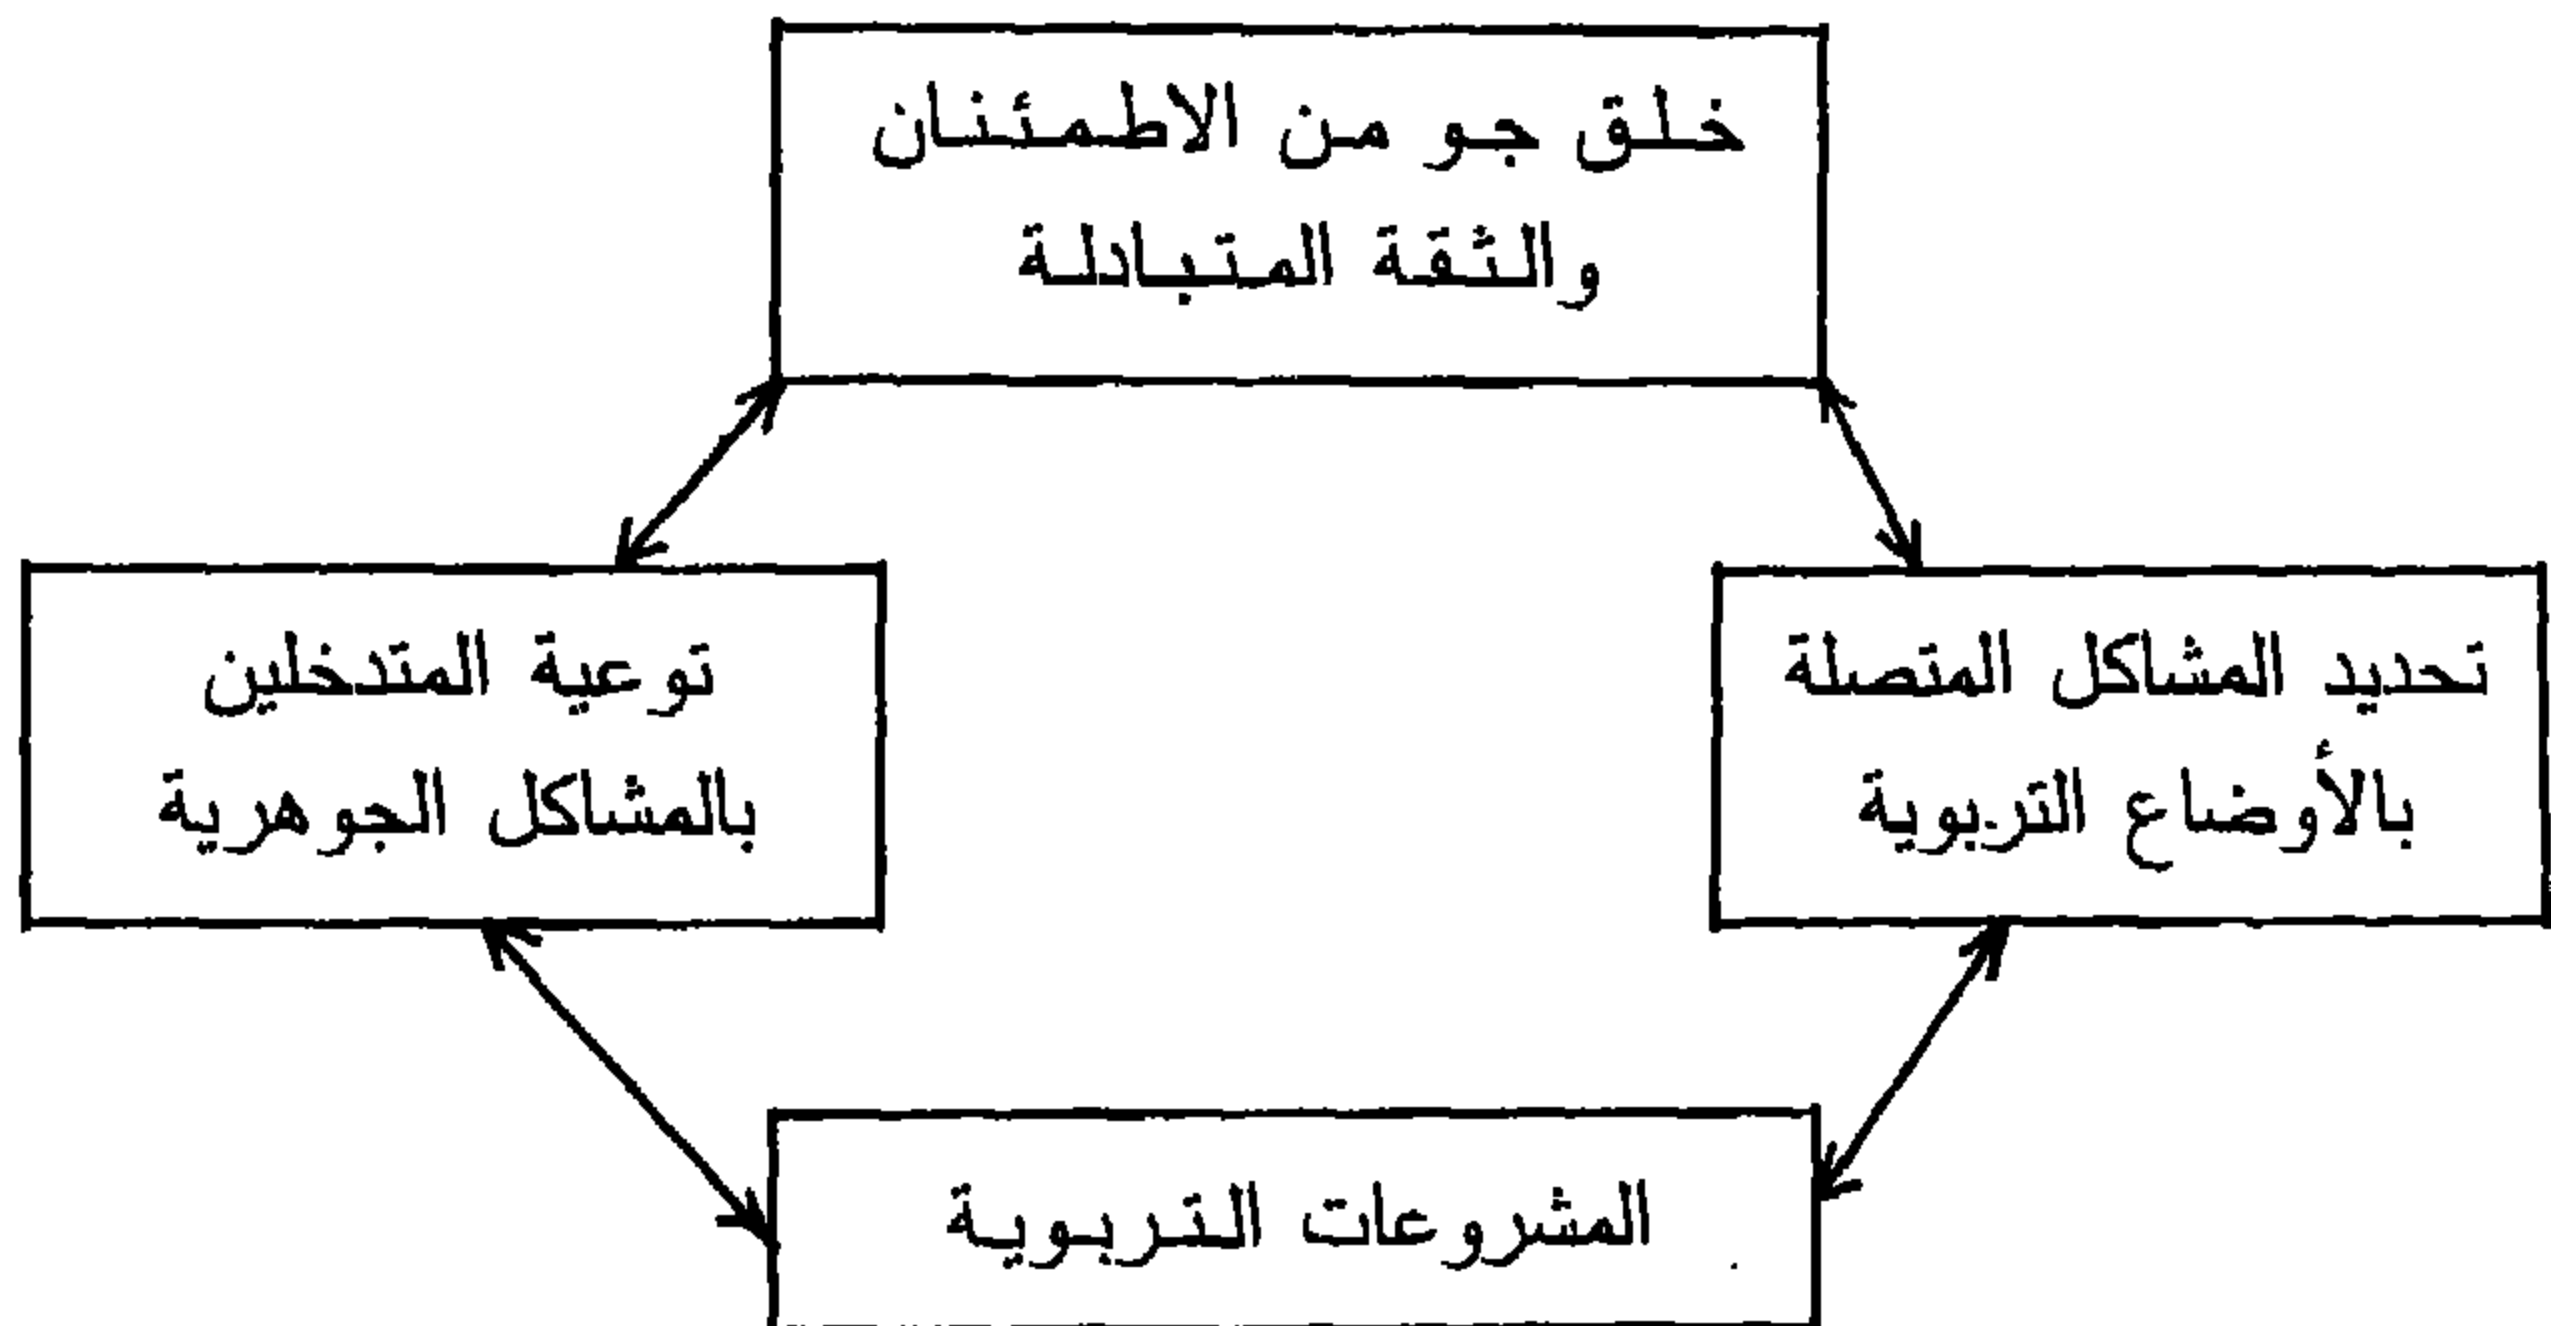 خلق جو من الاطمئنان
والثقة المتبادلة
تحديد المشاكل المتصلة
بالأوضاع التربوية
توعية المتدخلين
بالمشاكل الجوهرية
المشروعات التربوية